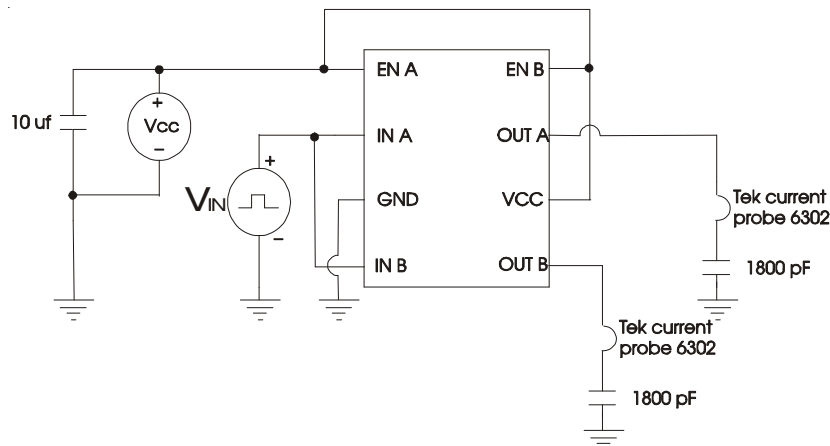 EN A
EN B
10 uf
+
Vcc
-
IN A
OUT A
+
VIN
-
GND
VCC
Tek current
probe 6302
1800 pF
IN B
OUT B
Tek current
probe 6302
1800 pF